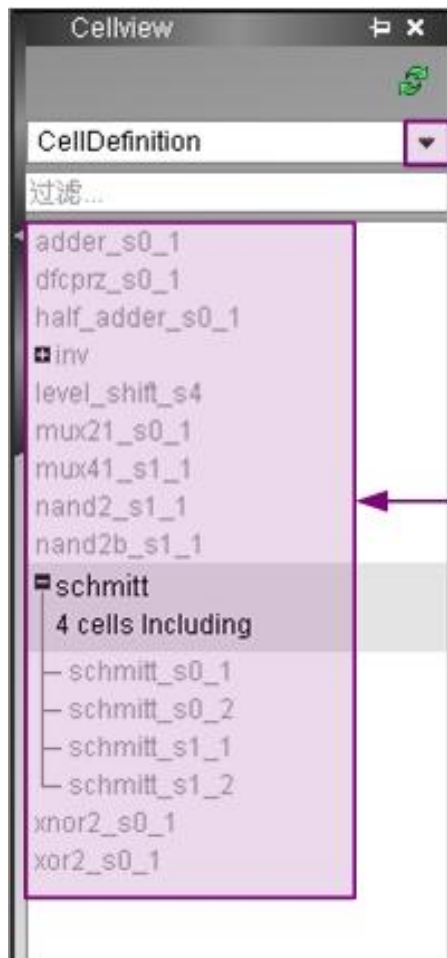 Cellview
CellDefinition
过滤...
adder_s0_1
dfcprz_s0_1
half_adder_s0_1
inv
level_shift_s4
mux21_s0_1
mux41_s1_1
nand2_s1_1
nand2b_s1_1
schmitt
4 cells Including
schmitt_s0_1
schmitt_s0_2
schmitt_s1_1
schmitt_s1_2
xnor2_s0_1
xor2_s0_1